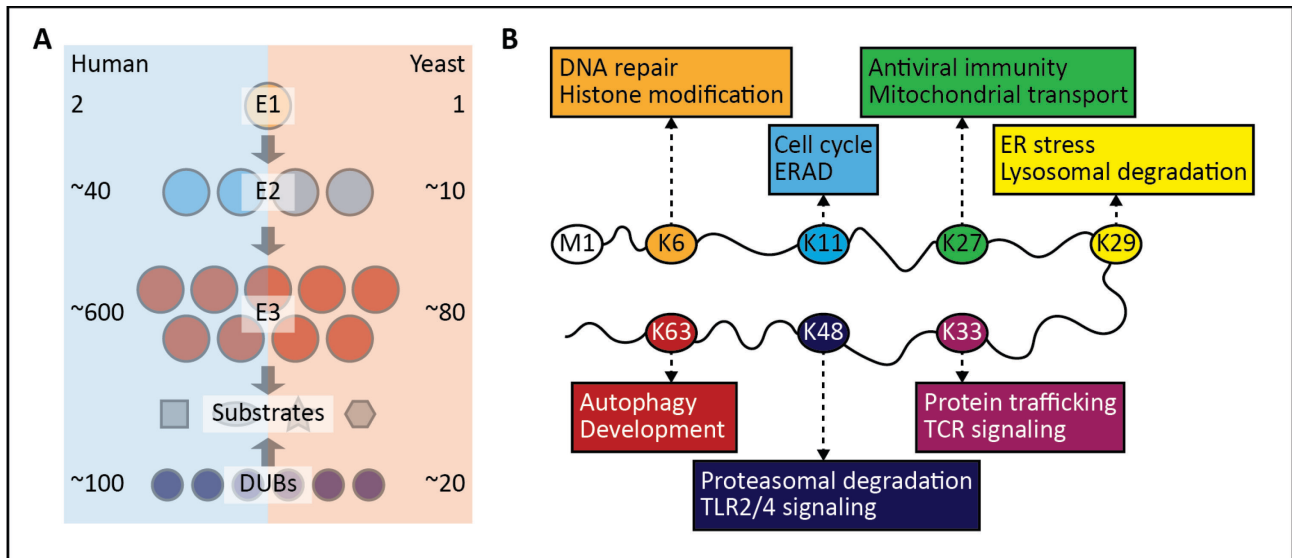 A
Human
Yeast
2
E1
1
~40
E2
~10
~600
E3
~80
Substrates
~100
DUBs
~20
B
DNA repair
Histone modification
Antiviral immunity
Mitochondrial transport
Cell cycle
ERAD
ER stress
Lysosomal degradation
M1
K6
K11
K27
K29
K63
K48
K33
Autophagy
Development
Protein trafficking
TCR signaling
Proteasomal degradation
TLR2/4 signaling